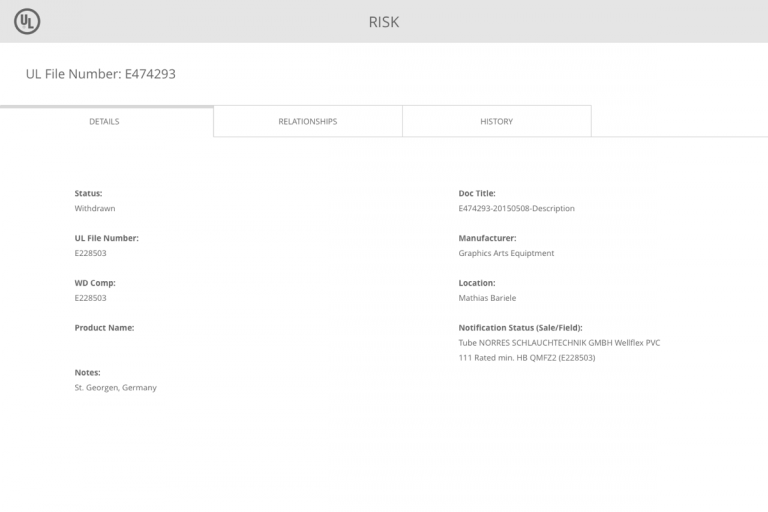 UL
RISK
UL File Number: E474293
DETAILS
RELATIONSHIPS
HISTORY
Status:
Withdrawn
UL File Number:
E228503
WD Comp:
E228503
Product Name:
Notes:
St. Georgen, Germany
Doc Title:
E474293-20150508-Description
Manufacturer:
Graphics Arts Equiptment
Location:
Mathias Bariele
Notification Status (Sale/Field):
Tube NORRES SCHLAUCHTECHNIK GMBH Wellflex PVC
111 Rated min. HB QMFZ2 (E228503)